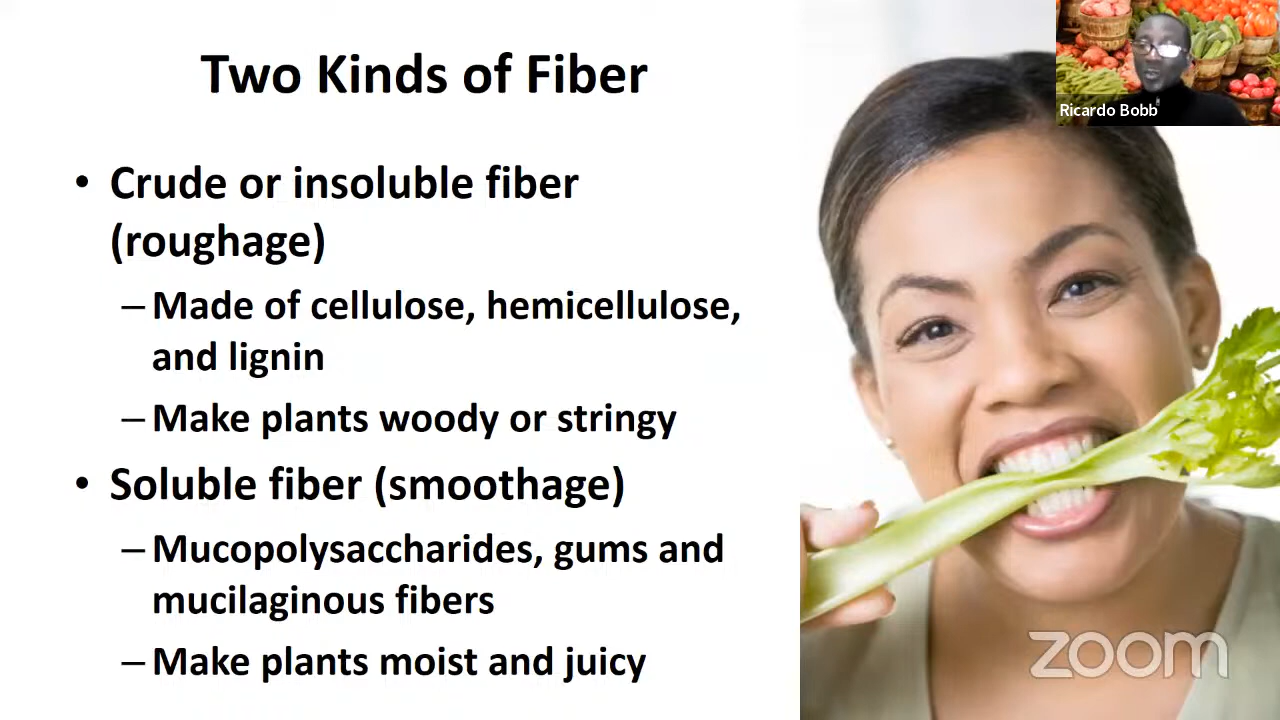 Two Kinds of Fiber
Ricardo Bobb
• Crude or insoluble fiber
(roughage)
– Made of cellulose, hemicellulose,
and lignin
– Make plants woody or stringy
• Soluble fiber (smoothage)
– Mucopolysaccharides, gums and
mucilaginous fibers
– Make plants moist and juicy
zoom